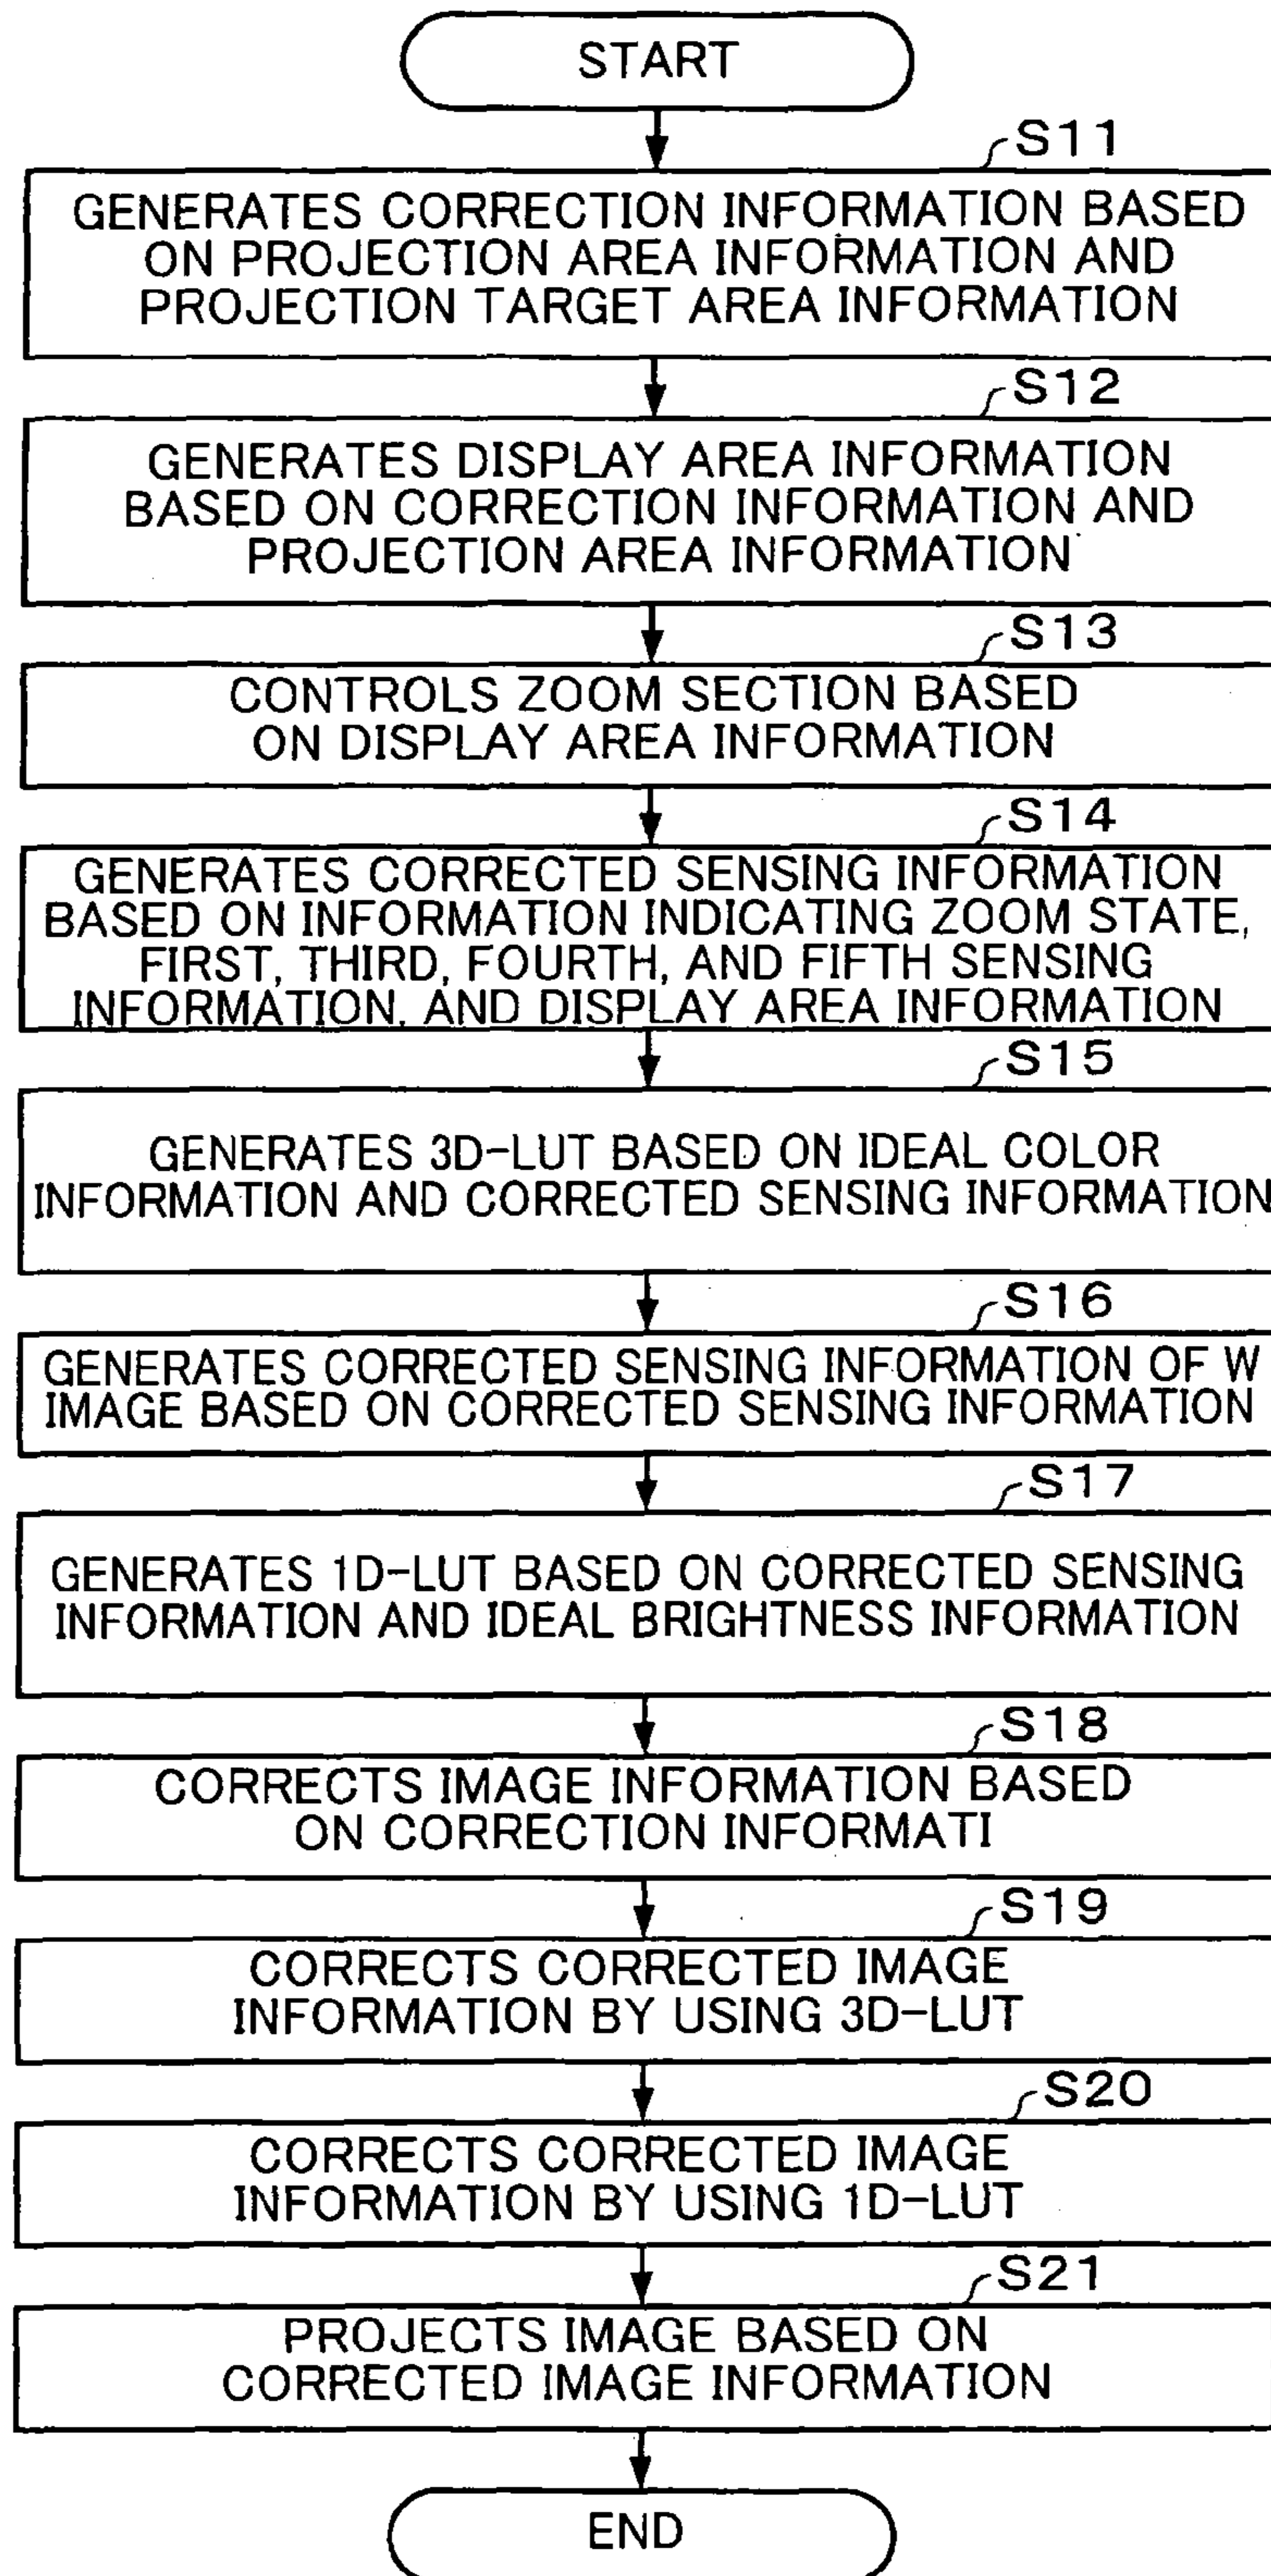 START
S11
GENERATES CORRECTION INFORMATION BASED
ON PROJECTION AREA INFORMATION AND
PROJECTION TARGET AREA INFORMATION
S12
GENERATES DISPLAY AREA INFORMATION
BASED ON CORRECTION INFORMATION AND
PROJECTION AREA INFORMATION
S13
CONTROLS ZOOM SECTION BASED
ON DISPLAY AREA INFORMATION
S14
GENERATES CORRECTED SENSING INFORMATION
BASED ON INFORMATION INDICATING ZOOM STATE,
FIRST, THIRD, FOURTH, AND FIFTH SENSING
INFORMATION, AND DISPLAY AREA INFORMATION
S15
GENERATES 3D-LUT BASED ON IDEAL COLOR
INFORMATION AND CORRECTED SENSING INFORMATION
S16
GENERATES CORRECTED SENSING INFORMATION OF W
IMAGE BASED ON CORRECTED SENSING INFORMATION
S17
GENERATES 1D-LUT BASED ON CORRECTED SENSING
INFORMATION AND IDEAL BRIGHTNESS INFORMATION
S18
CORRECTS IMAGE INFORMATION BASED
ON CORRECTION INFORMATI
S19
CORRECTS CORRECTED IMAGE
INFORMATION BY USING 3D-LUT
S20
CORRECTS CORRECTED IMAGE
INFORMATION BY USING 1D-LUT
S21
PROJECTS IMAGE BASED ON
CORRECTED IMAGE INFORMATION
END